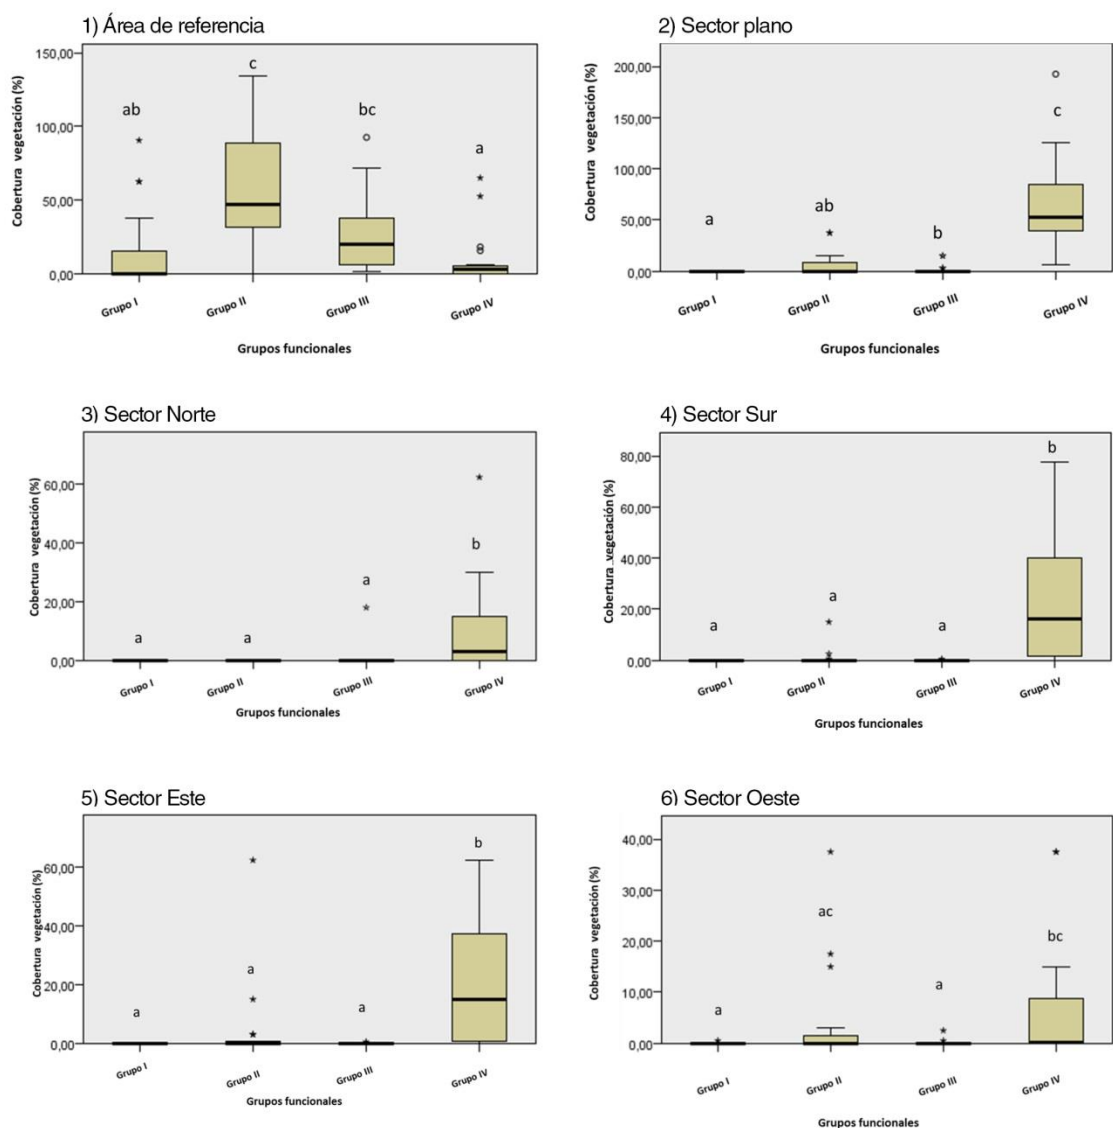 1) Área de referencia
Cobertura vegetación (%)
150,00
100,00
50,00
0,00
ab
c
bc
a
Grupo I
Grupo II
Grupo III
Grupo IV
Grupos funcionales
2) Sector plano
Cobertura vegetación (%)
200,00
150,00
100,00
50,00
0,00
a
ab
b
c
Grupo I
Grupo II
Grupo III
Grupo IV
Grupos funcionales
3) Sector Norte
Cobertura vegetación (%)
60,00
40,00
20,00
0,00
a
a
a
b
Grupo I
Grupo II
Grupo III
Grupo IV
Grupos funcionales
4) Sector Sur
Cobertura vegetación (%)
80,00
60,00
40,00
20,00
0,00
a
a
a
b
Grupo I
Grupo II
Grupo III
Grupo IV
Grupos funcionales
5) Sector Este
Cobertura vegetación (%)
60,00
40,00
20,00
0,00
a
a
a
b
Grupo I
Grupo II
Grupo III
Grupo IV
Grupos funcionales
6) Sector Oeste
Cobertura vegetación (%)
40,00
30,00
20,00
10,00
0,00
a
ac
a
bc
Grupo I
Grupo II
Grupo III
Grupo IV
Grupos funcionales